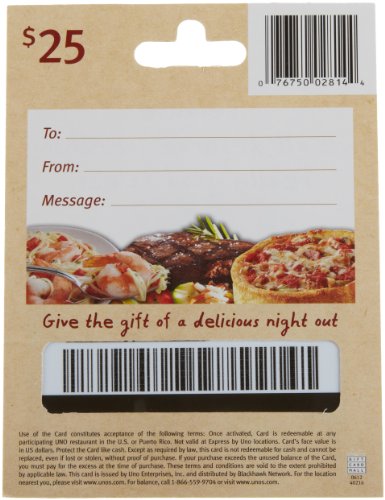 $25
0 76750 02814 4
To:
From:
Message:
Give the gift of a delicious night out
Use of the Card constitutes acceptance of the following terms: Once activated, Card is redeemable at any
participating UNO restaurant in the U.S. or Puerto Rico. Not valid at Express by Uno locations. Card's face value is
in US dollars. Protect the Card like cash. Except as required by law, this card is not redeemable for cash and cannot be
replaced, even if lost or stolen, without proof of purchase. If your purchase exceeds the unused balance of the Card,
you must pay for the excess at the time of purchase. These terms and conditions are void to the extent prohibited
by applicable law. This card is issued by Uno Enterprises, Inc. and distributed by Blackhawk Network. For the nearest
location visit www.unos.com. For balance, call 1-866-559-9706 or visit www.unos.com.
GIFT
CARD
MALL
0612